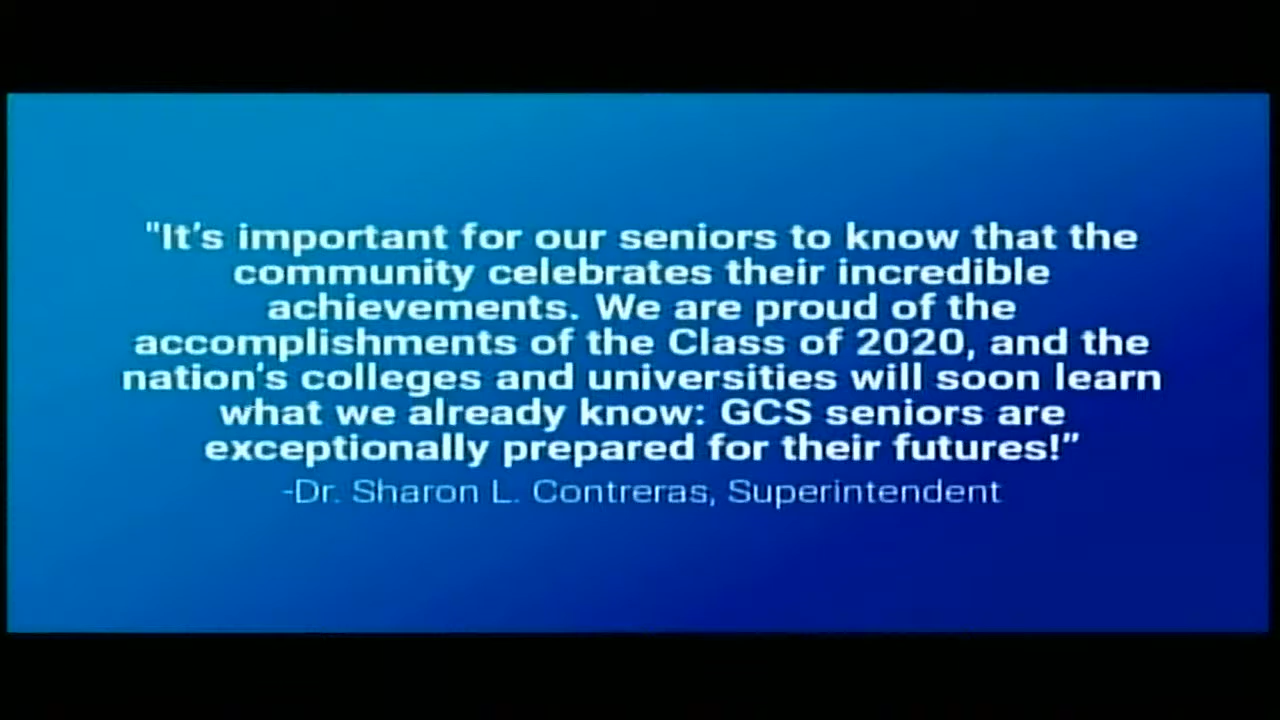 "It's important for our seniors to know that the
community celebrates their incredible
achievements. We are proud of the
accomplishments of the Class of 2020, and the
nation's colleges and universities will soon learn
what we already know: GCS seniors are
exceptionally prepared for their futures!”
-Dr. Sharon L. Contreras, Superintendent